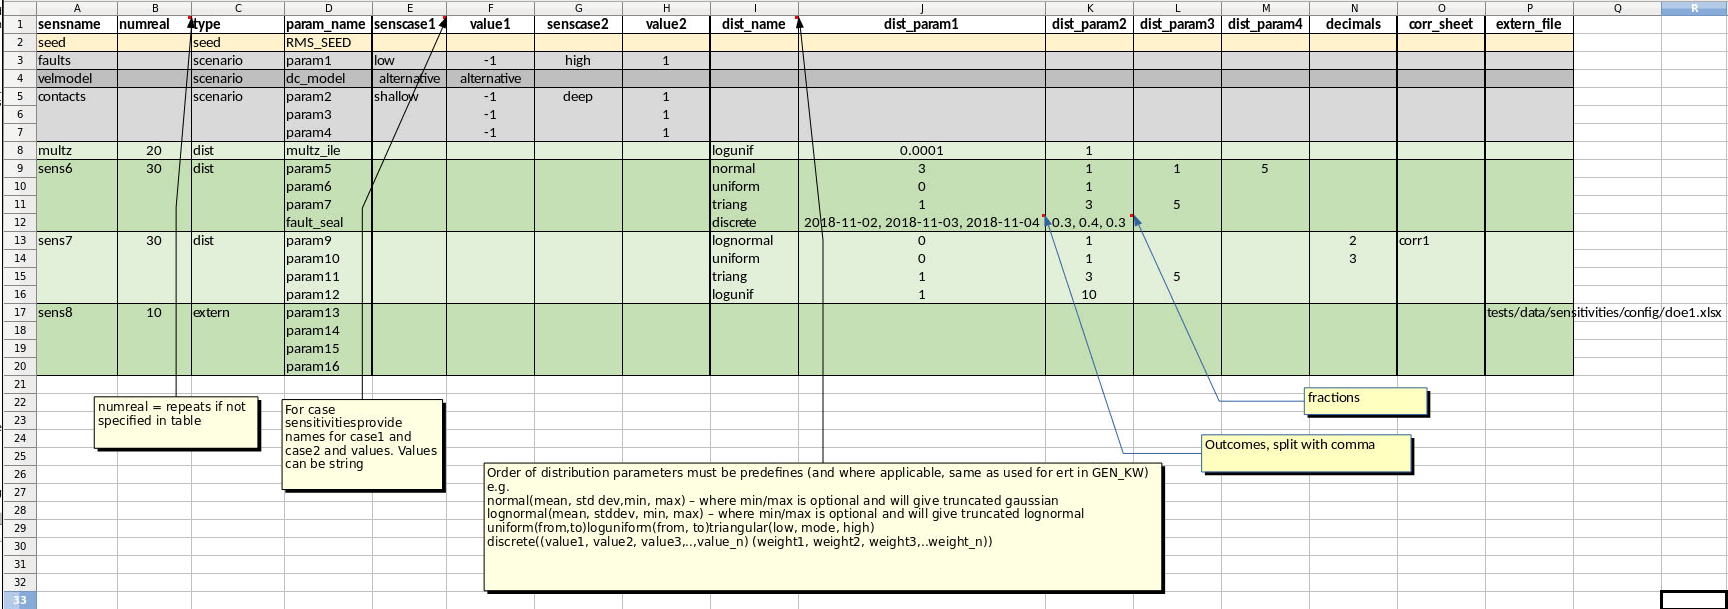 A B C D E F G H I J K L M N O P Q R
1 sensname numreal type param_name senscase1 value1 senscase2 value2 dist_name dist_param1 dist_param2 dist_param3 dist_param4 decimals corr_sheet extern_file
2 seed seed RMS_SEED
3 faults scenario param1 low -1 high 1
4 velmodel scenario dc_model alternative alternative
5 contacts scenario param2 shallow -1 deep 1
6 param3 -1 1
7 param4 -1 1
8 multz 20 dist multz_ile logunif 0.0001 1
9 sens6 30 dist param5 normal 3 1 1 5
10 param6 uniform 0 1
11 param7 triang 1 3 5
12 fault_seal discrete 2018-11-02, 2018-11-03, 2018-11-04 0.3, 0.4, 0.3
13 sens7 30 dist param9 lognormal 0 1 2 corr1
14 param10 uniform 0 1 3
15 param11 triang 1 3 5
16 param12 logunif 1 10
17 sens8 10 extern param13 tests/data/sensitivities/config/doe1.xlsx
18 param14
19 param15
20 param16
21
22
23
24
25
26
27
28
29
30
31
32
33
numreal = repeats if not
specified in table
For case
sensitivitiesprovide
names for case1 and
case2 and values. Values
can be string
fractions
Outcomes, split with comma
Order of distribution parameters must be predefines (and where applicable, same as used for ert in GEN_KW)
e.g.
normal(mean, std dev,min, max) – where min/max is optional and will give truncated gaussian
lognormal(mean, stddev, min, max) – where min/max is optional and will give truncated lognormal
uniform(from,to)loguniform(from, to)triangular(low, mode, high)
discrete((value1, value2, value3,..,value_n) (weight1, weight2, weight3,..weight_n))